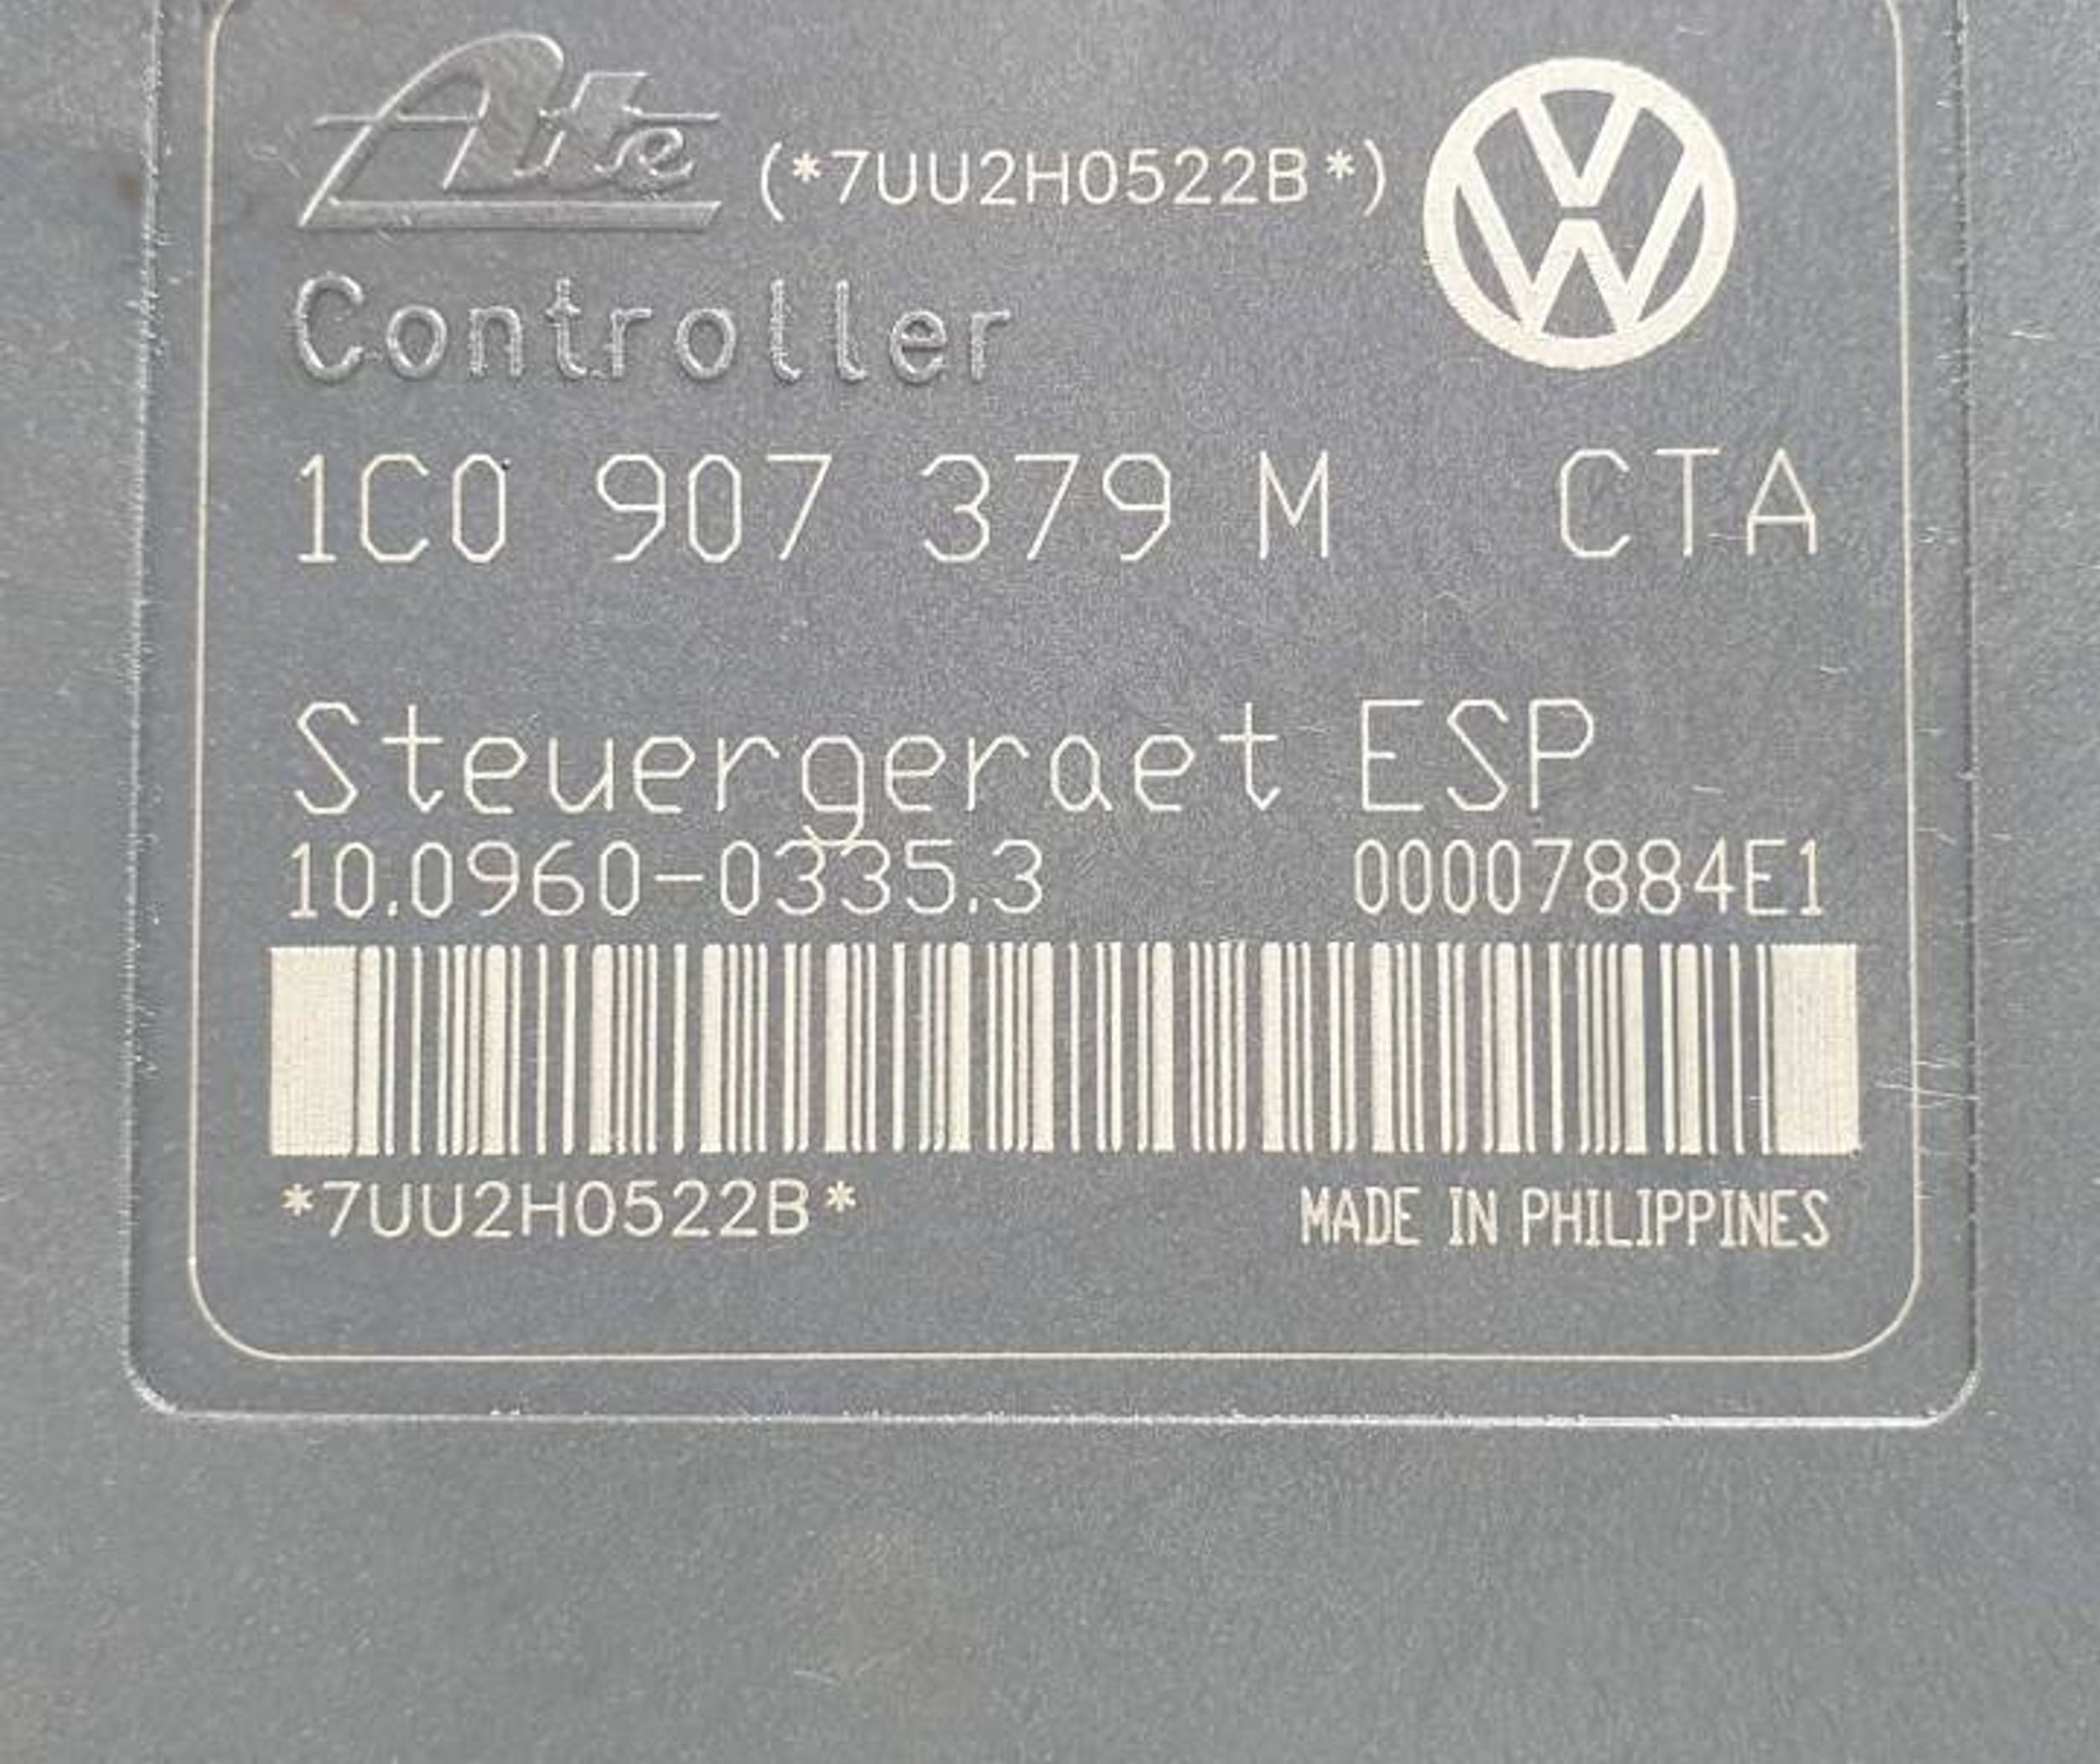 Ate (*7UU2H0522B*)
Controller
1C0 907 379 M CTA
Steuergeraet ESP
10.0960-0335.3 00007884E1
*7UU2H0522B* MADE IN PHILIPPINES